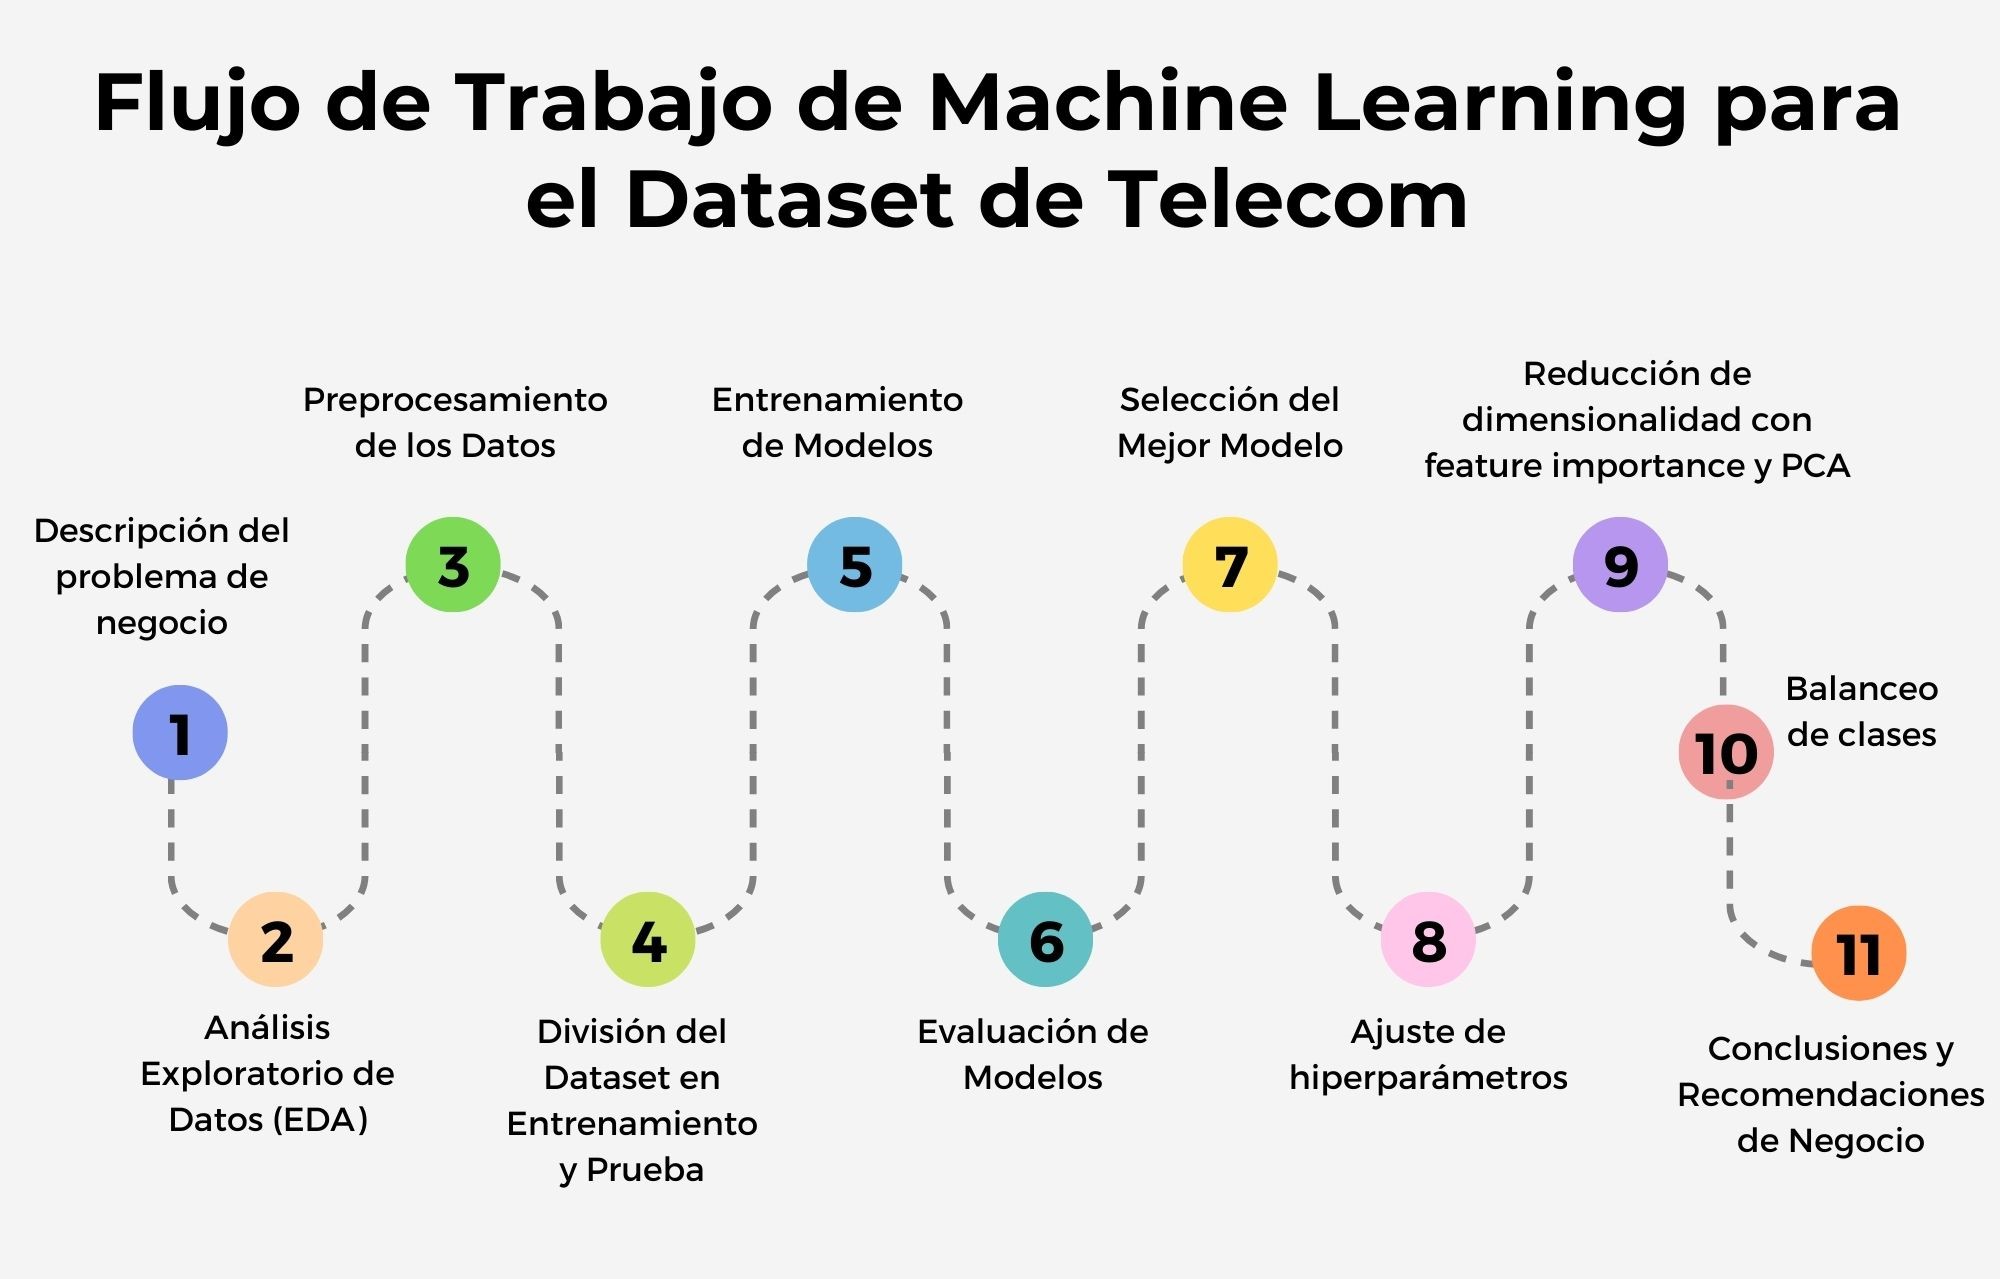 Flujo de Trabajo de Machine Learning para
el Dataset de Telecom
Descripción del
problema de
negocio
1
2
Análisis
Exploratorio de
Datos (EDA)
Preprocesamiento
de los Datos
3
4
División del
Dataset en
Entrenamiento
y Prueba
Entrenamiento
de Modelos
5
6
Evaluación de
Modelos
Selección del
Mejor Modelo
7
8
Ajuste de
hiperparámetros
Reducción de
dimensionalidad con
feature importance y PCA
9
10
Balanceo
de clases
11
Conclusiones y
Recomendaciones
de Negocio